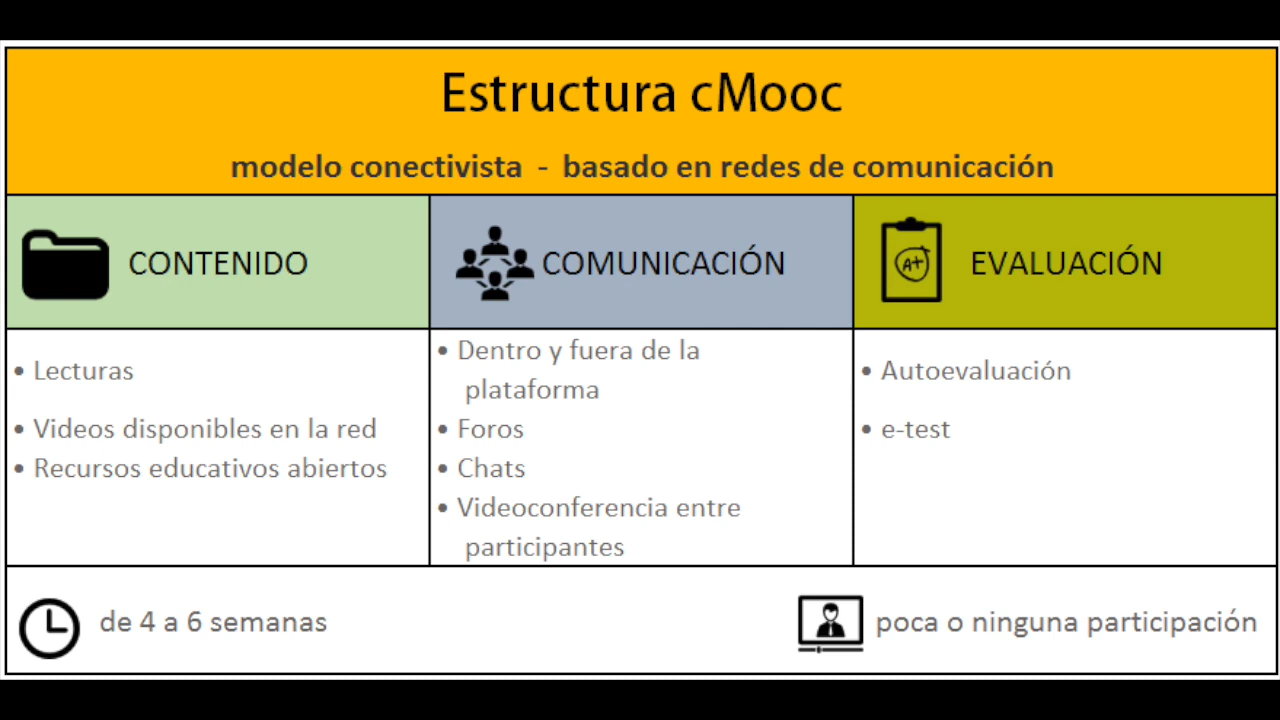 Estructura cMooc
modelo conectivista - basado en redes de comunicación
CONTENIDO
COMUNICACIÓN
EVALUACIÓN
• Lecturas
• Videos disponibles en la red
• Recursos educativos abiertos
• Dentro y fuera de la
plataforma
• Foros
• Chats
• Videoconferencia entre
participantes
A+
• Autoevaluación
• e-test
de 4 a 6 semanas
poca o ninguna participación